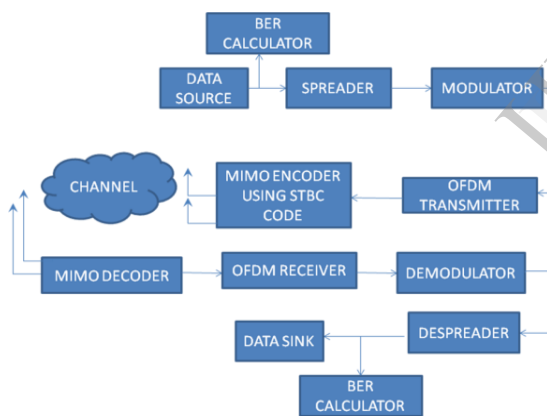 BER
CALCULATOR
DATA
SOURCE
SPREADER
MODULATOR
CHANNEL
MIMO ENCODER
USING STBC
CODE
OFDM
TRANSMITTER
MIMO DECODER
OFDM RECEIVER
DEMODULATOR
DATA SINK
DESPREADER
BER
CALCULATOR